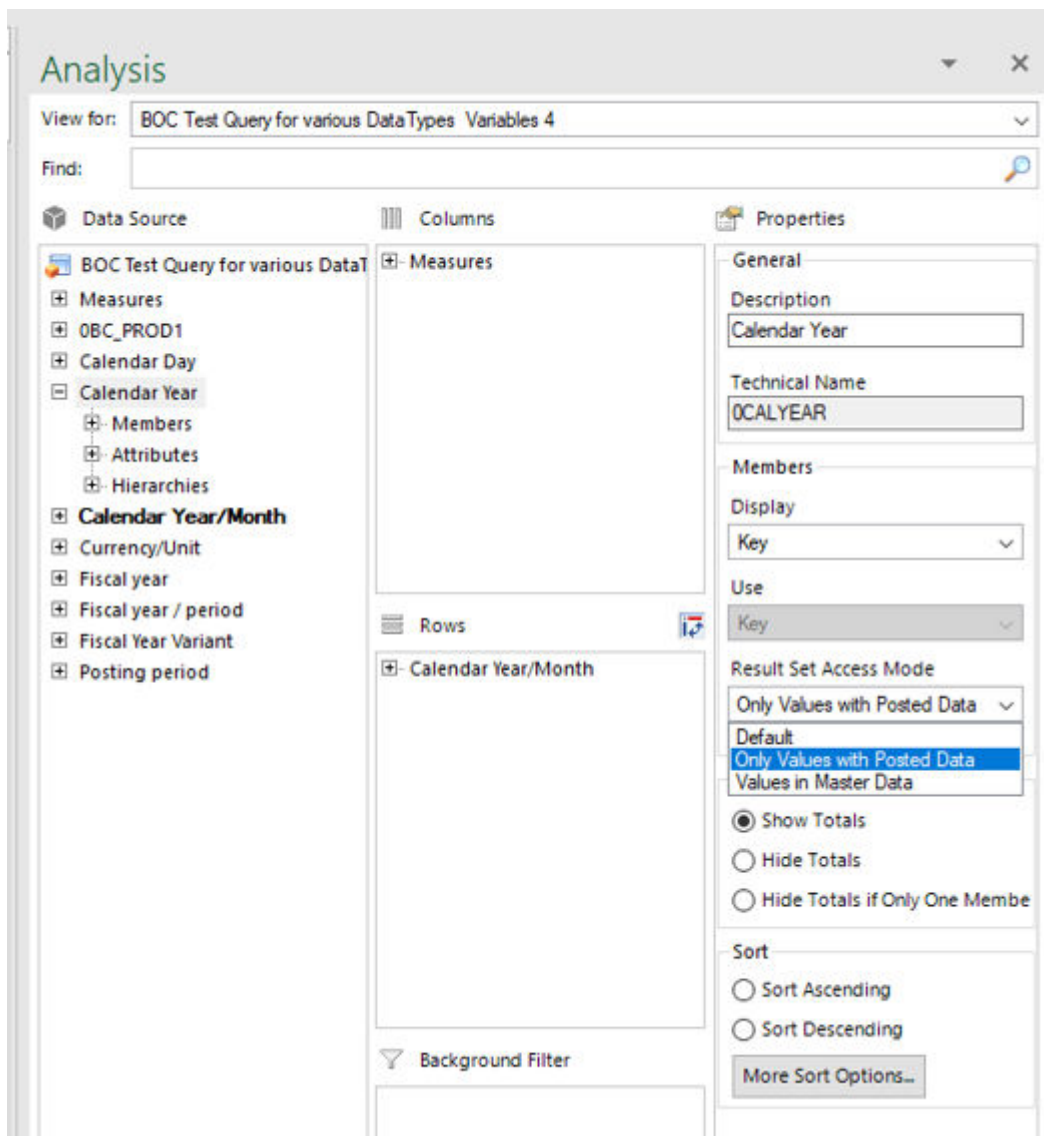 Analysis
View for: BOC Test Query for various DataTypes Variables 4
Find:
Data Source
BOC Test Query for various DataT
Measures
0BC_PROD1
Calendar Day
Calendar Year
Members
Attributes
Hierarchies
Calendar Year/Month
Currency/Unit
Fiscal year
Fiscal year / period
Fiscal Year Variant
Posting period
Columns
Measures
Rows
Calendar Year/Month
Background Filter
Properties
General
Description
Calendar Year
Technical Name
0CALYEAR
Members
Display
Key
Use
Key
Result Set Access Mode
Only Values with Posted Data
Default
Only Values with Posted Data
Values in Master Data
Show Totals
Hide Totals
Hide Totals if Only One Membe
Sort
Sort Ascending
Sort Descending
More Sort Options...